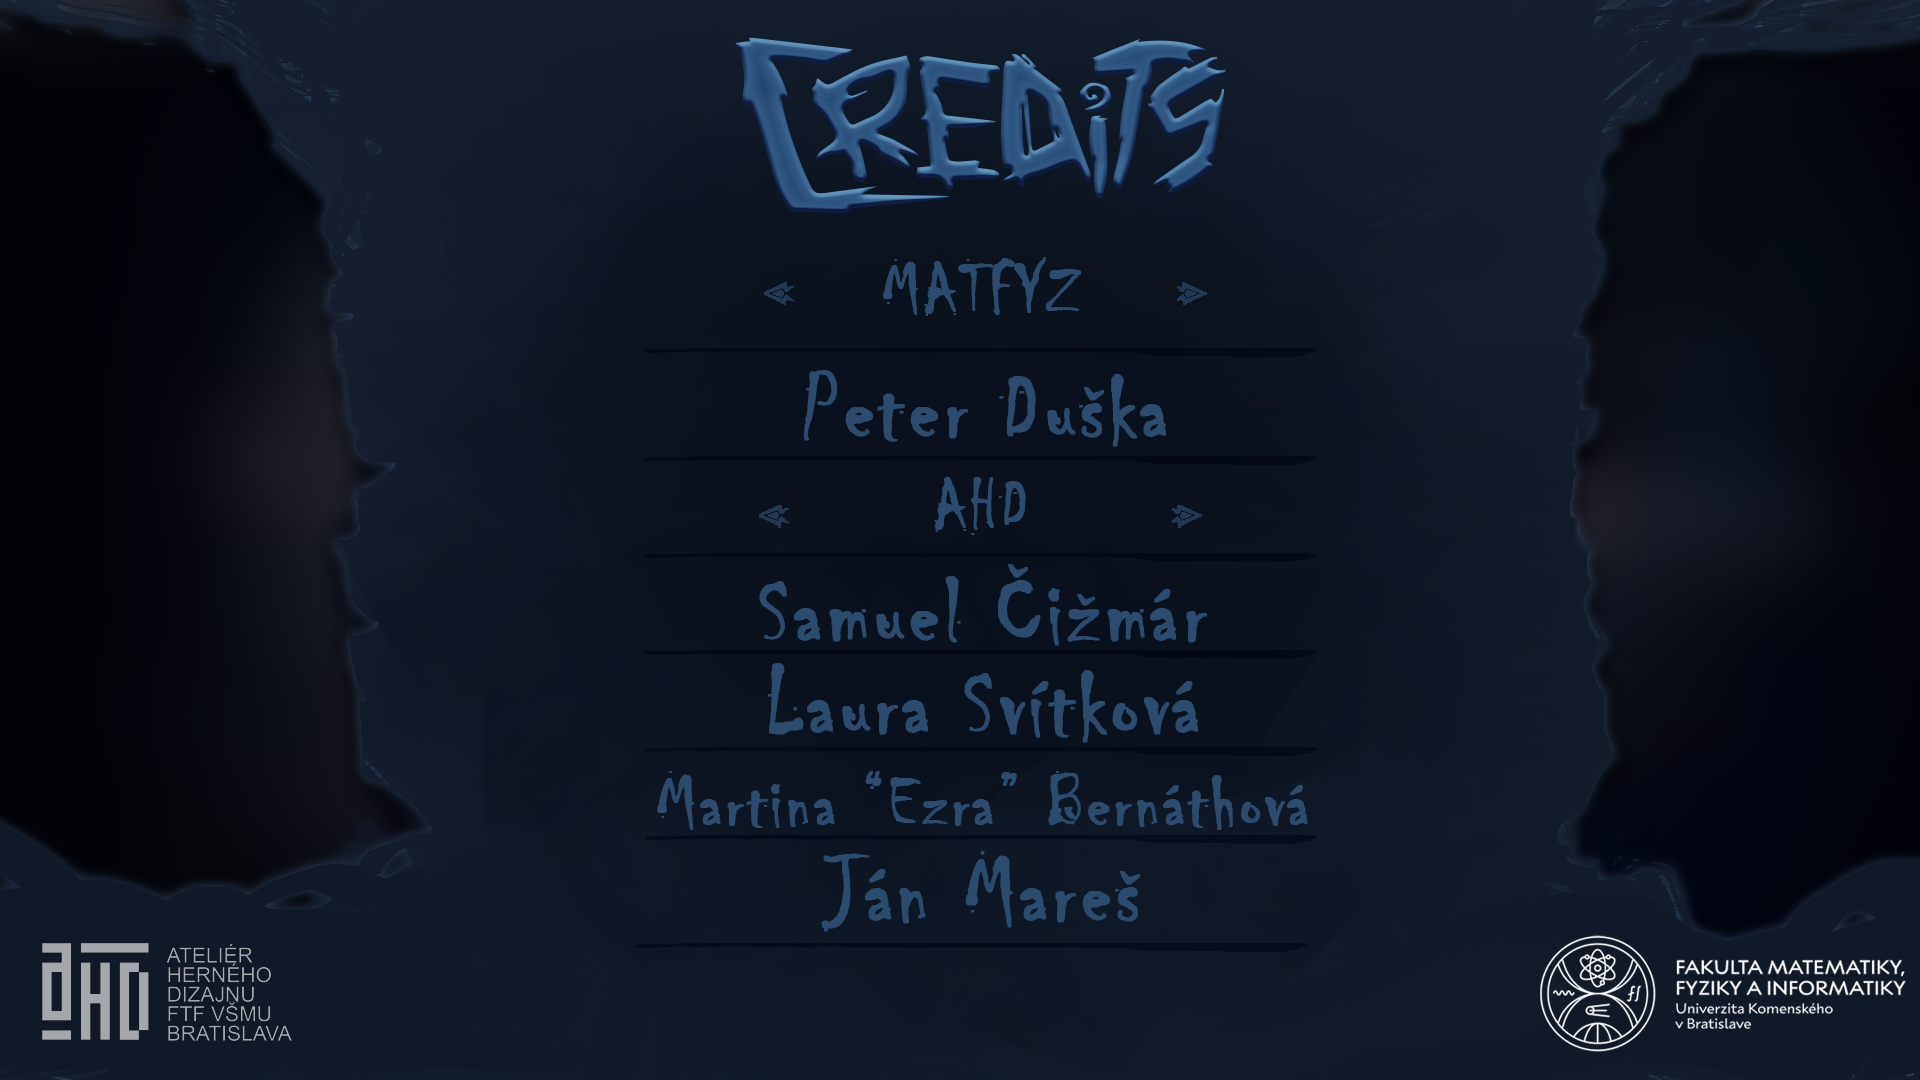 CREDiTS
MATFYZ
Peter Duška
AHD
Samuel Čižmár
Laura Svítková
Martina “Ezra” Bernáthová
Ján Mareš
aHD
ATELIÉR
HERNÉHO
DIZAJNU
FTF VŠMU
BRATISLAVA
FAKULTA MATEMATIKY,
FYZIKY A INFORMATIKY
Univerzita Komenského
v Bratislave